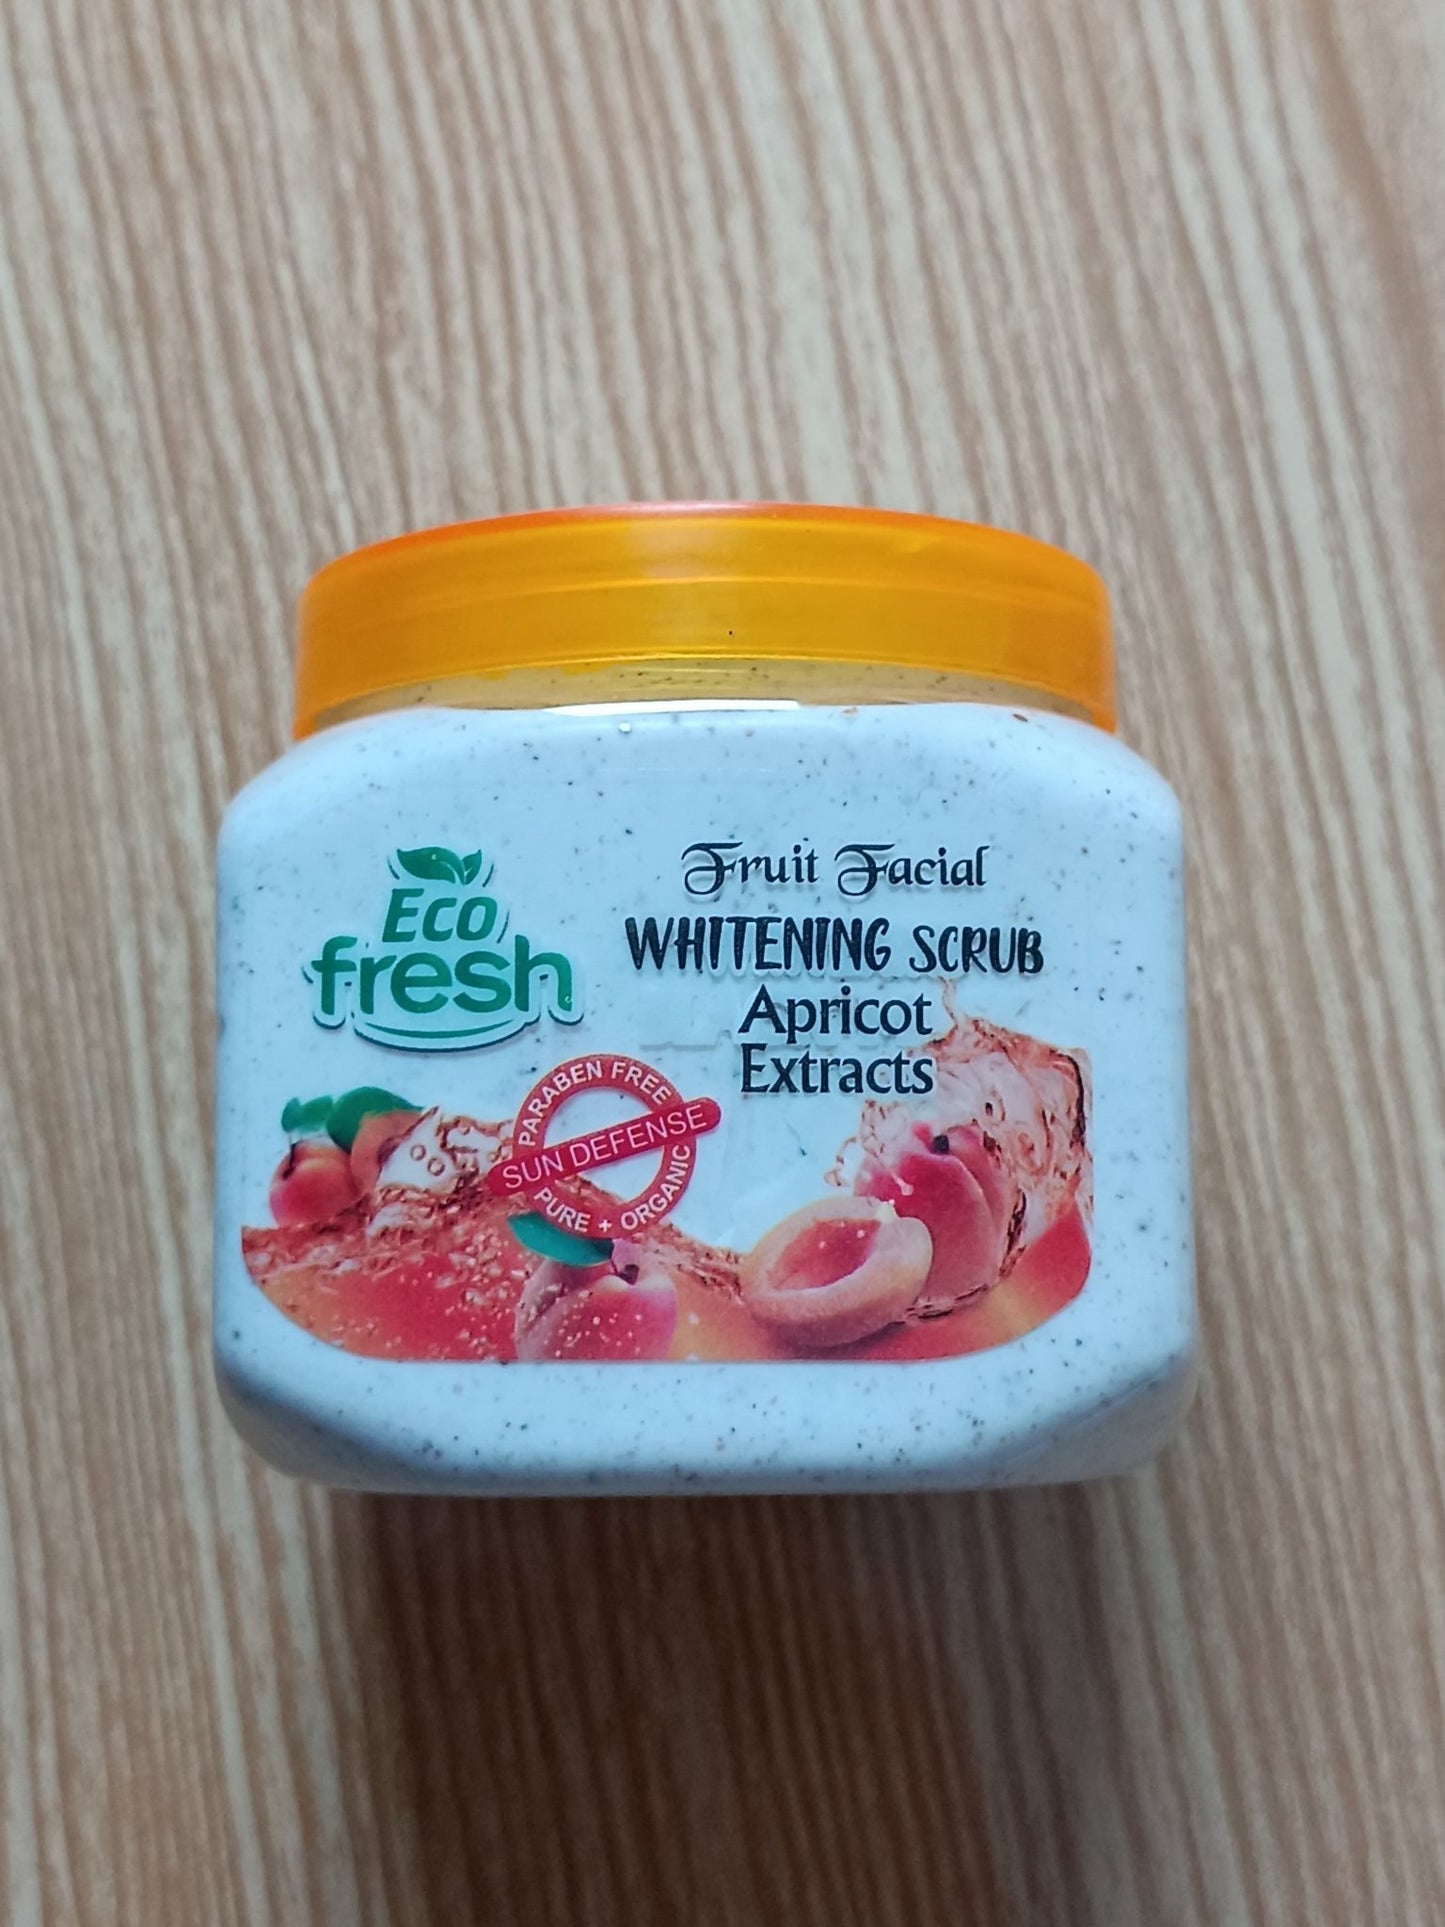 Eco
fresh
Fruit Facial
WHITENING SCRUB
Apricot
Extracts
PARABEN FREE
SUN DEFENSE
PURE + ORGANIC